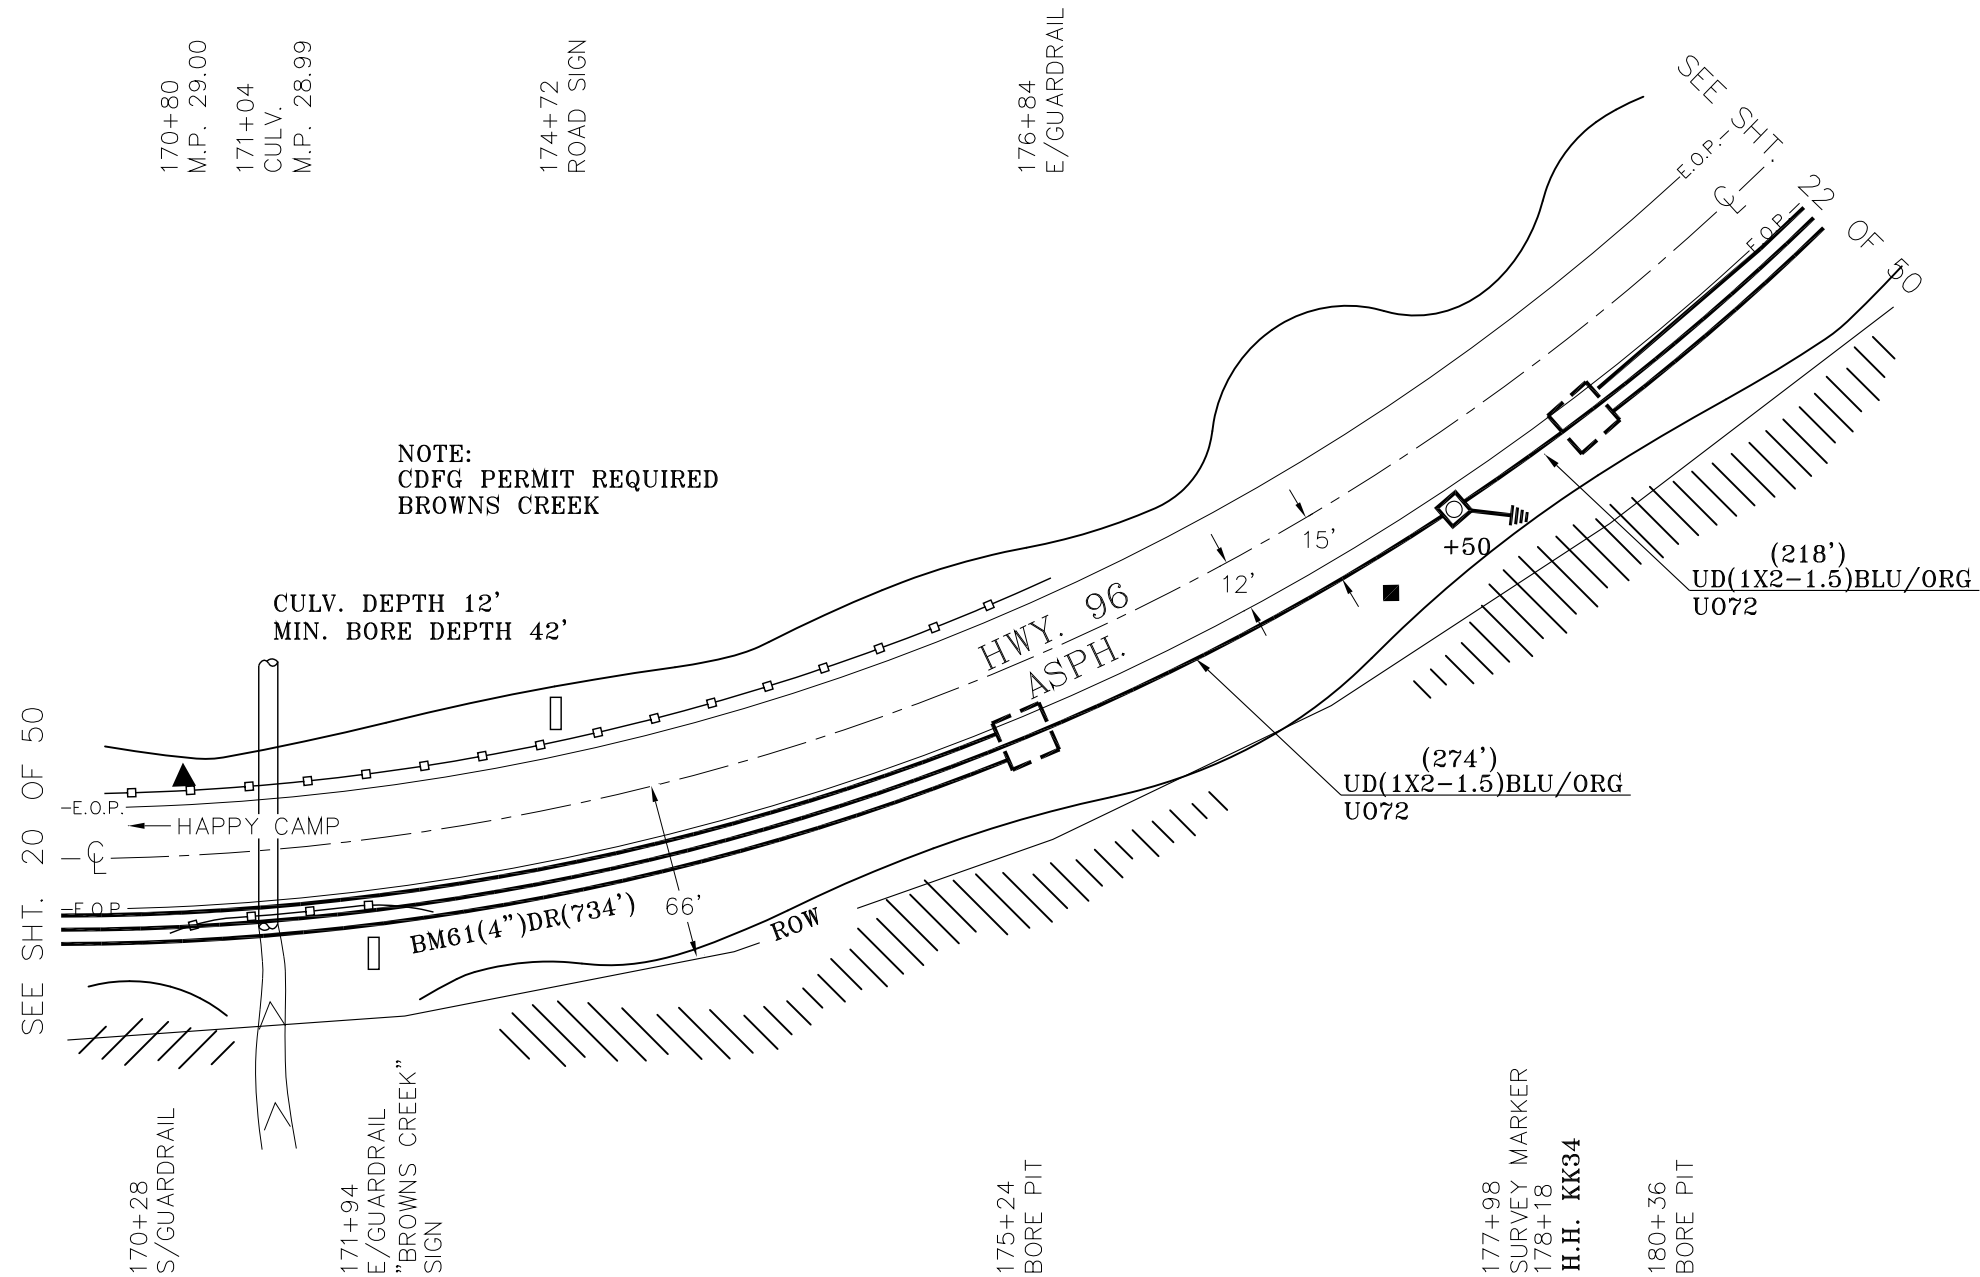 170+80
M.P. 29.00
171+04
CULV.
M.P. 28.99
174+72
ROAD SIGN
176+84
E/GUARDRAIL
SEE SHT. 22 OF 50
E.O.P.
C
L
E.O.P.
NOTE:
CDFG PERMIT REQUIRED
BROWNS CREEK
CULV. DEPTH 12'
MIN. BORE DEPTH 42'
15'
12'
+50
(218')
UD(1X2-1.5)BLU/ORG
UO72
HWY. 96
ASPH.
(274')
UD(1X2-1.5)BLU/ORG
UO72
SEE SHT. 20 OF 50
E.O.P.
HAPPY CAMP
C
L
E.O.P.
BM61(4")DR(734')
66'
ROW
170+28
S/GUARDRAIL
171+94
E/GUARDRAIL
"BROWNS CREEK"
SIGN
175+24
BORE PIT
177+98
SURVEY MARKER
178+18
H.H. KK34
180+36
BORE PIT